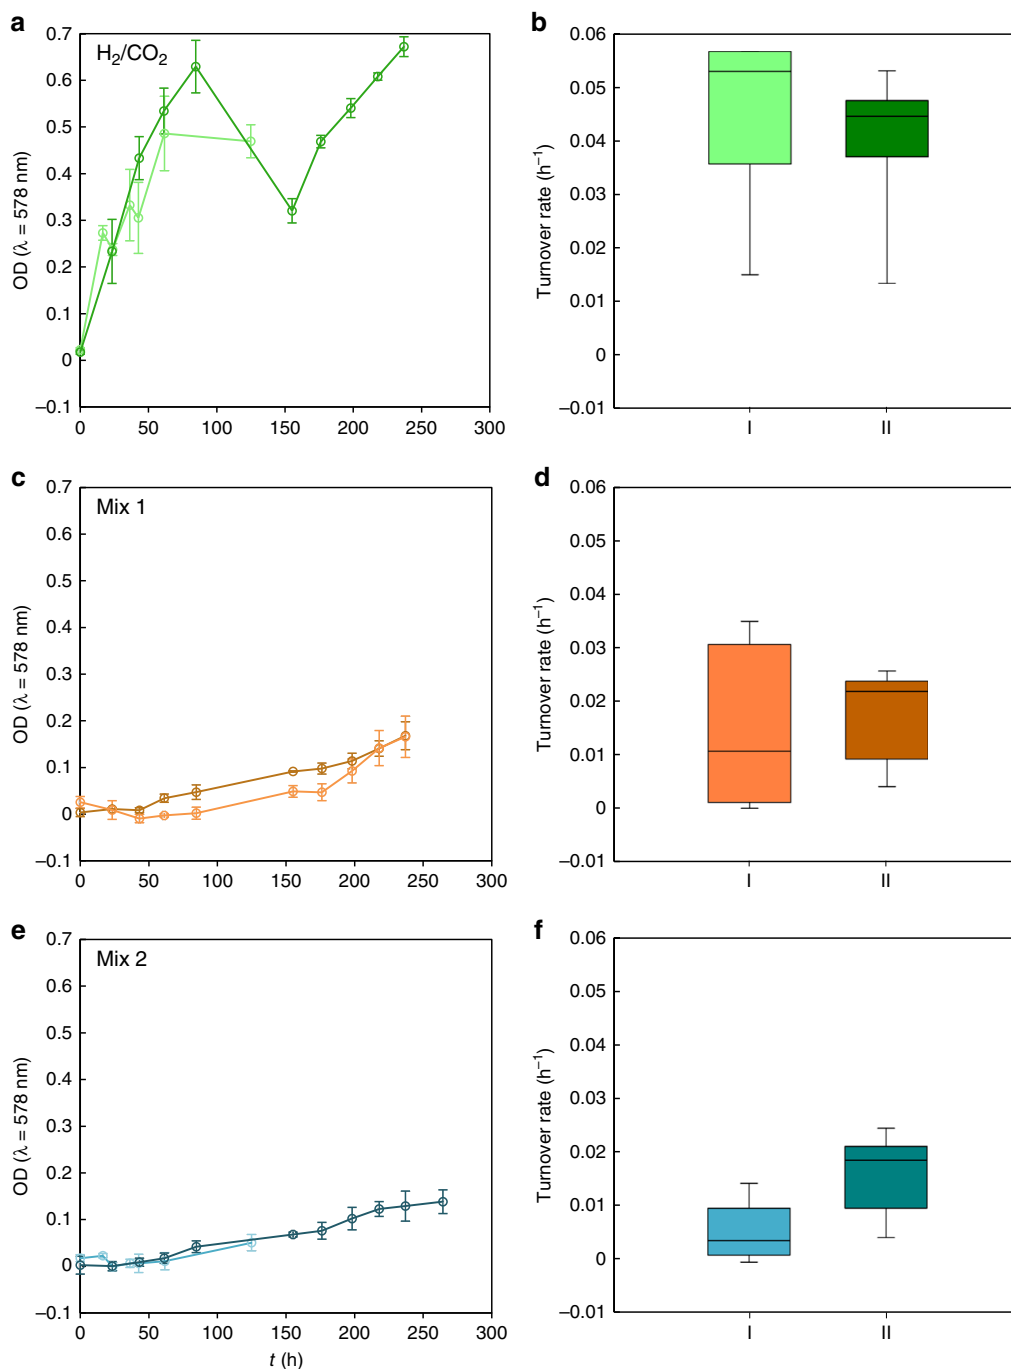 a
H₂/CO₂
OD (λ = 578 nm)
0.7
0.6
0.5
0.4
0.3
0.2
0.1
0
–0.1
0 50 100 150 200 250 300
b
Turnover rate (h⁻¹)
0.06
0.05
0.04
0.03
0.02
0.01
0
–0.01
I II
c
Mix 1
OD (λ = 578 nm)
0.7
0.6
0.5
0.4
0.3
0.2
0.1
0
–0.1
0 50 100 150 200 250 300
d
Turnover rate (h⁻¹)
0.06
0.05
0.04
0.03
0.02
0.01
0
–0.01
I II
e
Mix 2
OD (λ = 578 nm)
0.7
0.6
0.5
0.4
0.3
0.2
0.1
0
–0.1
0 50 100 150 200 250 300
t (h)
f
Turnover rate (h⁻¹)
0.06
0.05
0.04
0.03
0.02
0.01
0
–0.01
I II